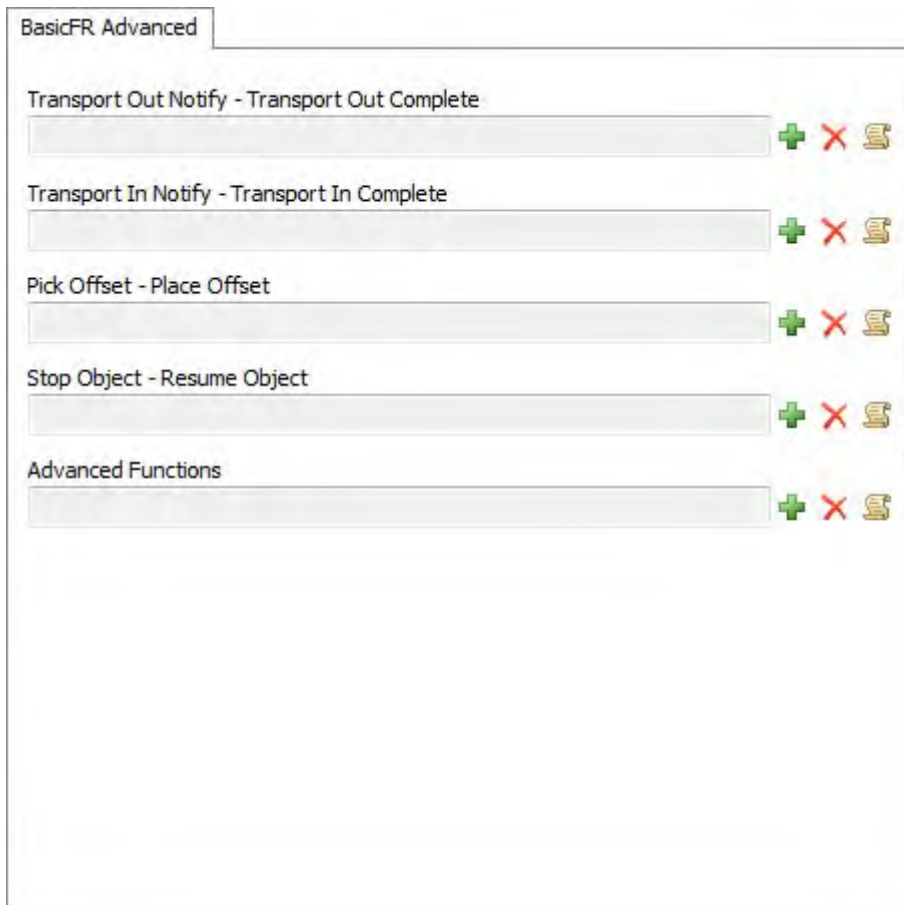 BasicFR Advanced
Transport Out Notify - Transport Out Complete
Transport In Notify - Transport In Complete
Pick Offset - Place Offset
Stop Object - Resume Object
Advanced Functions